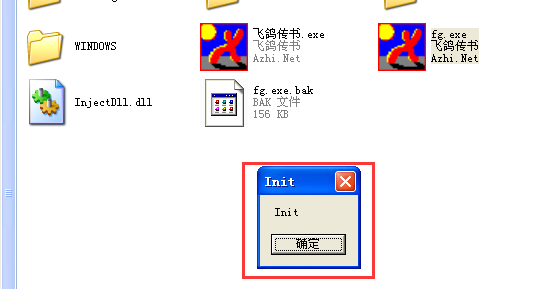 WINDOWS
飞鸽传书.exe
飞鸽传书
Azhi.Net
fg.exe
飞鸽传书
Azhi.Net
InjectDll.dll
fg.exe.bak
BAK 文件
156 KB
Init
Init
确定